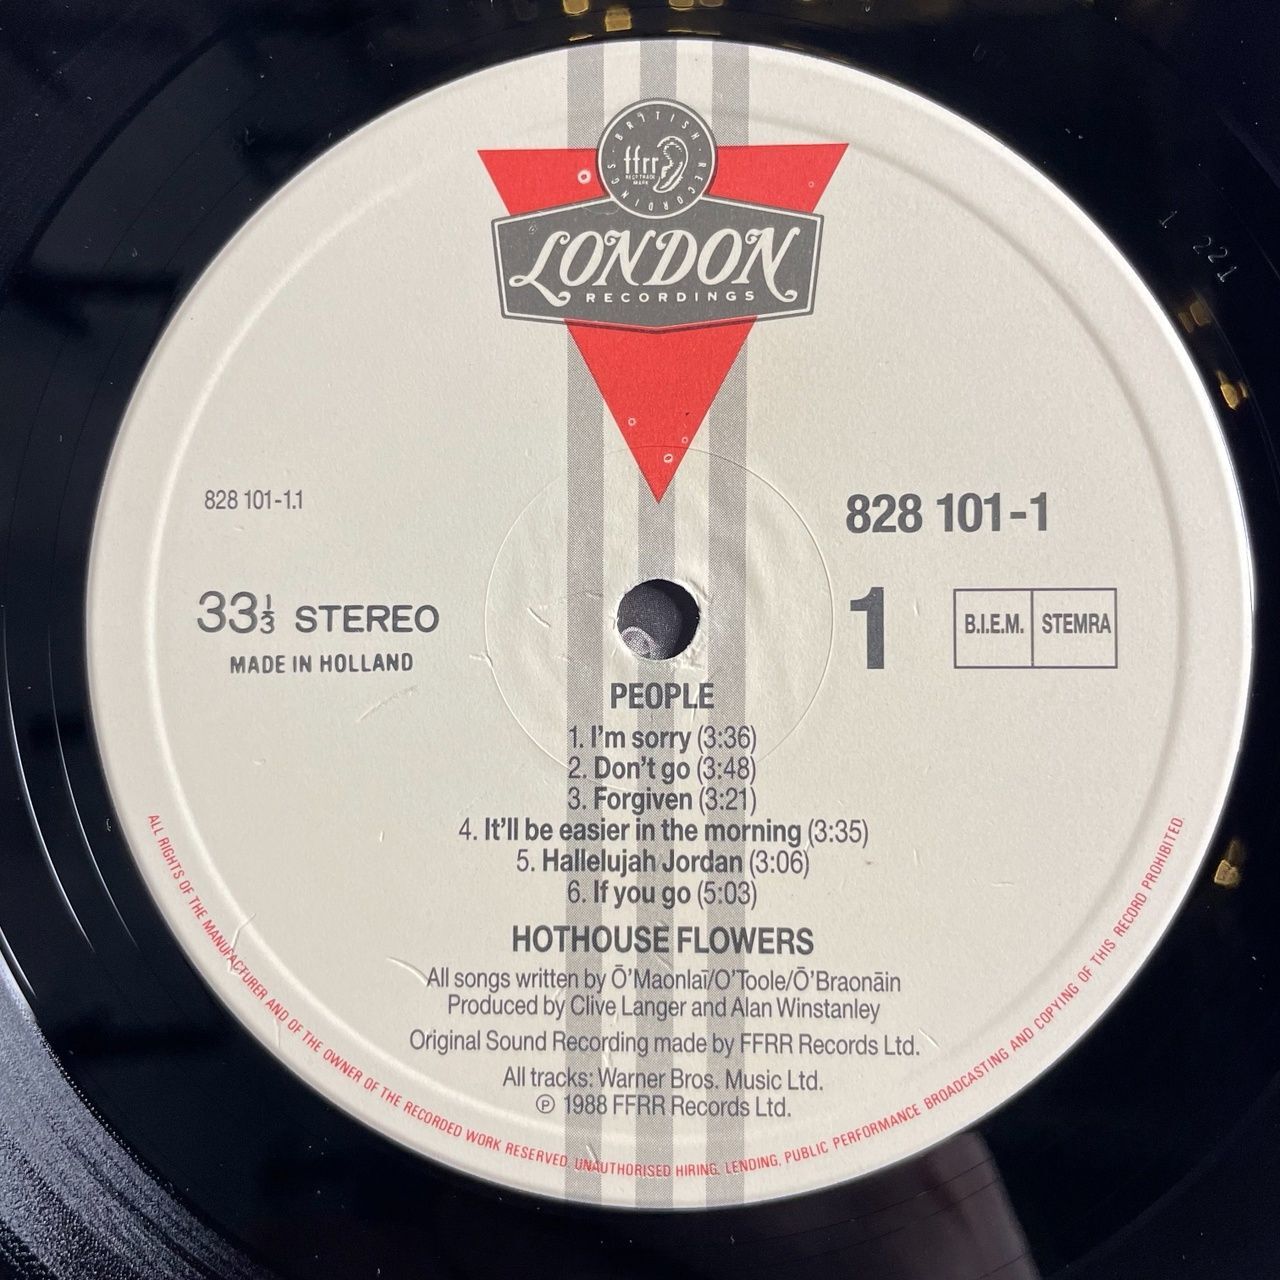 BRITISH · RECORDINGS ·
ffrr
REG'D TRADE
MARK
LONDON
RECORDINGS
1 221
828 101-1.1
828 101-1
33⅓ STEREO
MADE IN HOLLAND
1
B.I.E.M. STEMRA
PEOPLE
1. I'm sorry (3:36)
2. Don't go (3:48)
3. Forgiven (3:21)
4. It'll be easier in the morning (3:35)
5. Hallelujah Jordan (3:06)
6. If you go (5:03)
HOTHOUSE FLOWERS
All songs written by Ō'Maonlaī/O'Toole/Ō'Braonāin
Produced by Clive Langer and Alan Winstanley
Original Sound Recording made by FFRR Records Ltd.
All tracks: Warner Bros. Music Ltd.
℗ 1988 FFRR Records Ltd.
ALL RIGHTS OF THE MANUFACTURER AND OF THE OWNER OF THE RECORDED WORK RESERVED. UNAUTHORISED HIRING, LENDING, PUBLIC PERFORMANCE BROADCASTING AND COPYING OF THIS RECORD PROHIBITED